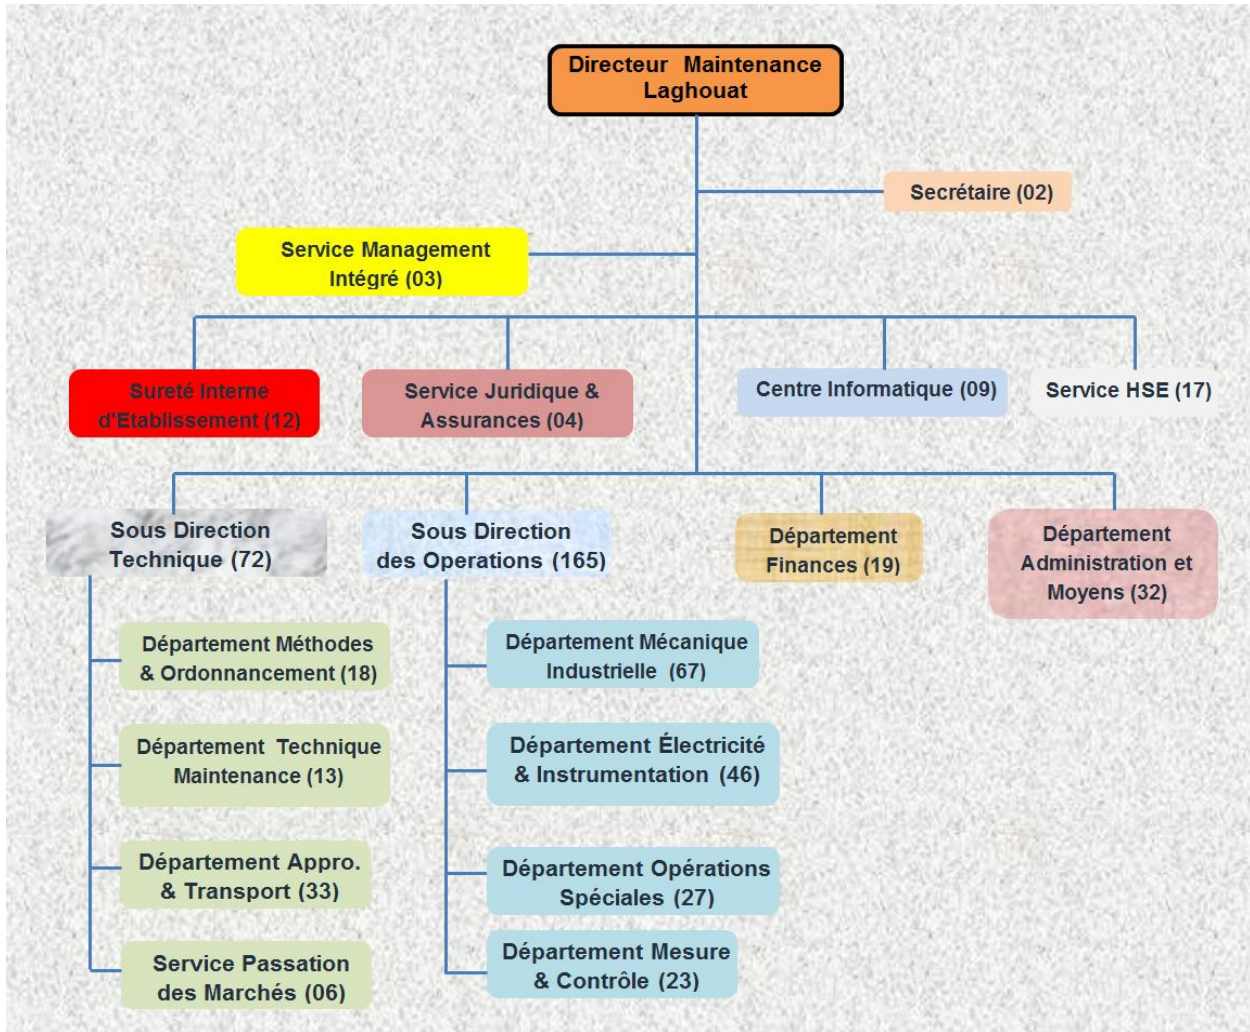 Directeur Maintenance
Laghouat
Secrétaire (02)
Service Management
Intégré (03)
Sureté Interne
d'Etablissement (12)
Service Juridique &
Assurances (04)
Centre Informatique (09)
Service HSE (17)
Sous Direction
Technique (72)
Sous Direction
des Operations (165)
Département
Finances (19)
Département
Administration et
Moyens (32)
Département Méthodes
& Ordonnancement (18)
Département Technique
Maintenance (13)
Département Appro.
& Transport (33)
Service Passation
des Marchés (06)
Département Mécanique
Industrielle (67)
Département Électricité
& Instrumentation (46)
Département Opérations
Spéciales (27)
Département Mesure
& Contrôle (23)